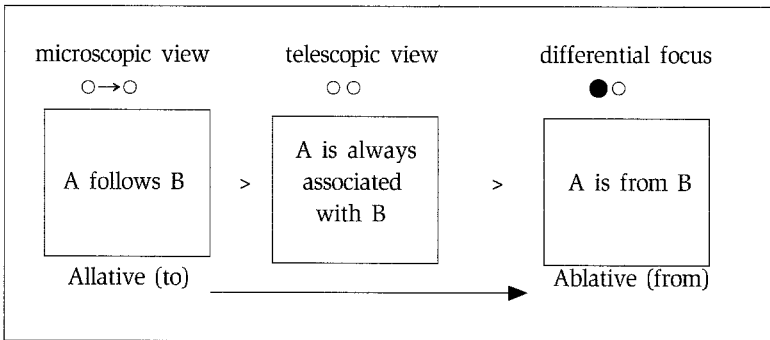 microscopic view
telescopic view
differential focus
A follows B
>
A is always
associated
with B
>
A is from B
Allative (to)
Ablative (from)